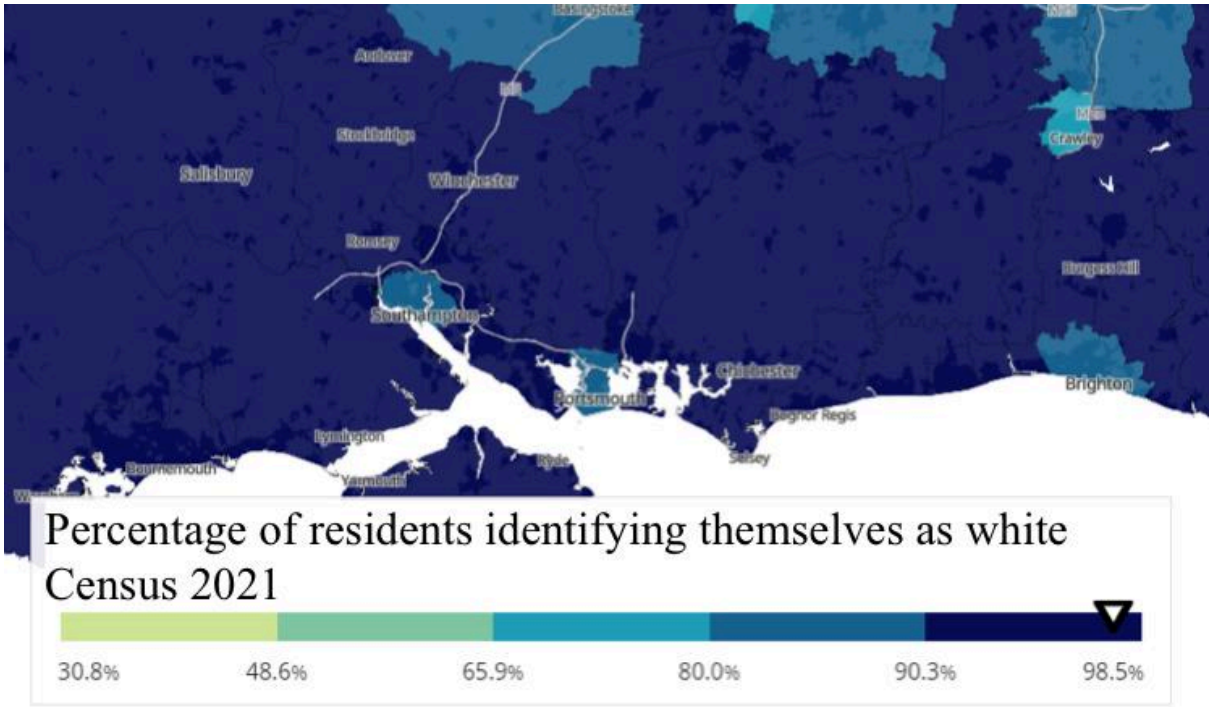 Basingstoke
Andover
M3
Stockbridge
Crawley
Salisbury
Winchester
Romsey
Burgess Hill
Southampton
Chichester
Portsmouth
Brighton
Bognor Regis
Lymington
Bournemouth
Ryde
Selsey
Yarmouth
Percentage of residents identifying themselves as white
Census 2021
30.8% 48.6% 65.9% 80.0% 90.3% 98.5%